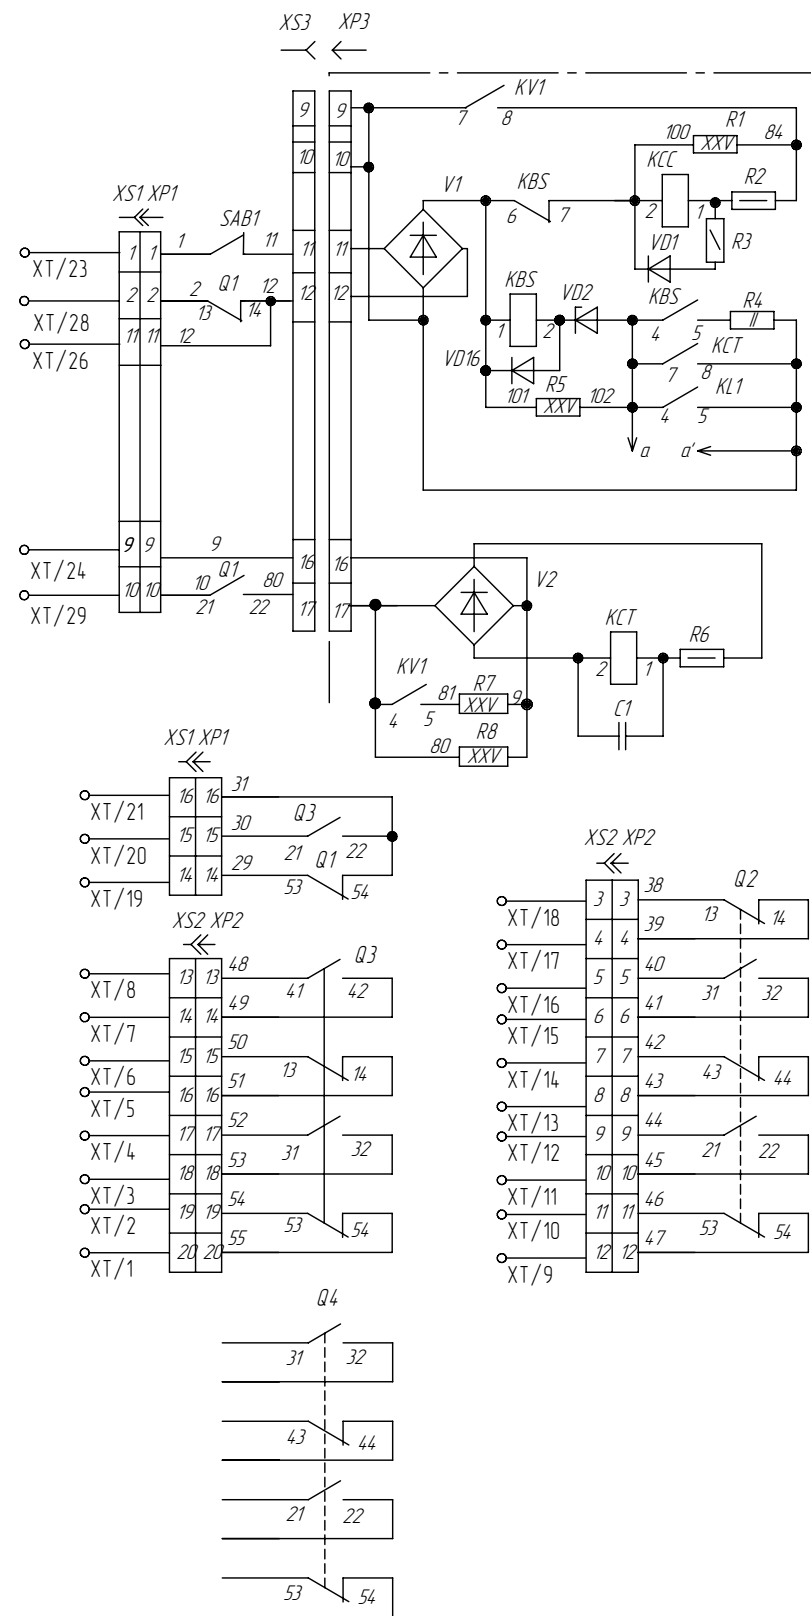 XS3 XP3
9 9 KV1
7 8
R1
100 XXV 84
10 10 KCC
XS1 XP1 V1 KBS R2
SAB1 6 7 2 1
1 1 1 11 11 11 R3
XT/23 VD1
2 2 2 Q1 12 12 12 KBS VD2 KBS R4
XT/28 13 14
11 11 12 1 2 4 5 KCT
XT/26 VD16 7 8
R5 KL1
101 XXV 102 4 5
a a'
9 9 9 16 16
XT/24 V2
10 10 10 Q1 80 17 17 KCT R6
XT/29 21 22 2 1
KV1 81 R7 9 C1
4 5 XXV
R8
80 XXV
XS1 XP1
16 16 31
XT/21 Q3
15 15 30
XT/20 21 22
14 14 29 Q1
XT/19 53 54
XS2 XP2
13 13 48 Q3
XT/8 41 42
14 14 49
XT/7
15 15 50
XT/6 13 14
16 16 51
XT/5
17 17 52
XT/4 31 32
18 18 53
XT/3
19 19 54
XT/2 53 54
20 20 55
XT/1
XS2 XP2
3 3 38 Q2
XT/18 13 14
4 4 39
XT/17
5 5 40
XT/16 31 32
6 6 41
XT/15
7 7 42
XT/14 43 44
8 8 43
XT/13
9 9 44
XT/12 21 22
10 10 45
XT/11
11 11 46
XT/10 53 54
12 12 47
XT/9
Q4
31 32
43 44
21 22
53 54